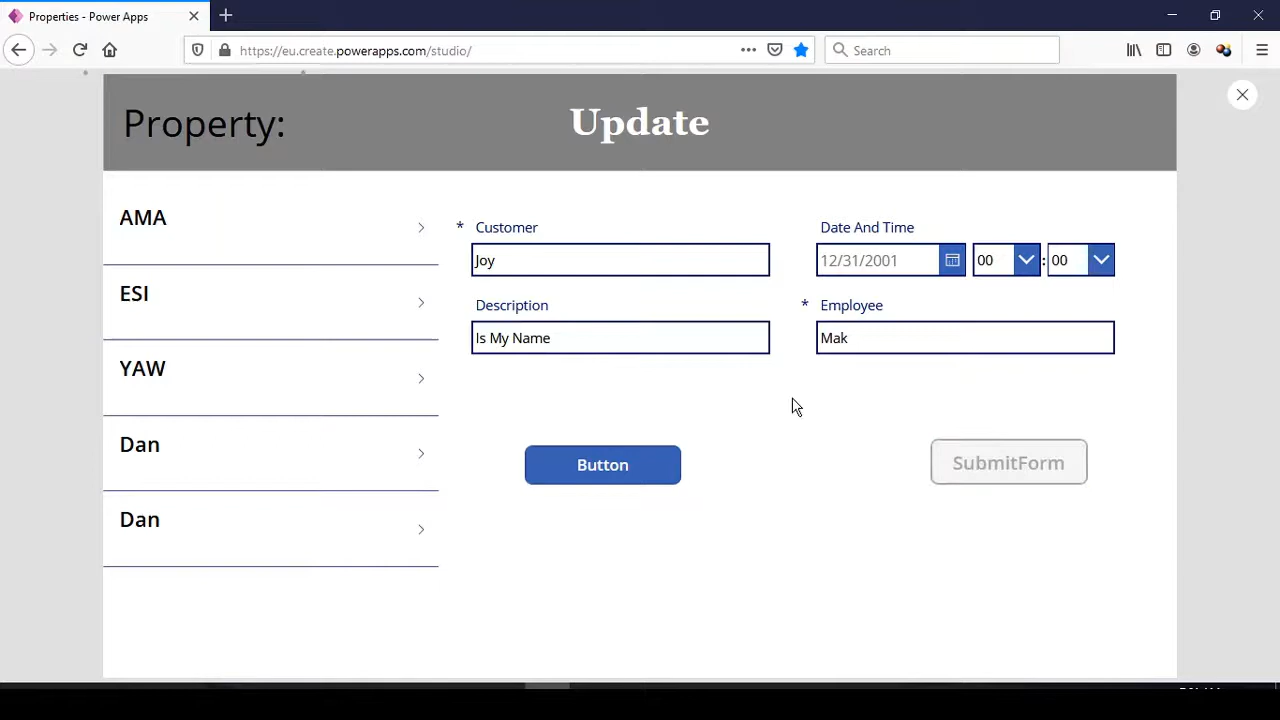 Properties - Power Apps
https://eu.create.powerapps.com/studio/
Search
Property:
Update
AMA
ESI
YAW
Dan
Dan
* Customer
Joy
Date And Time
12/31/2001
00 : 00
Description
Is My Name
* Employee
Mak
Button
SubmitForm